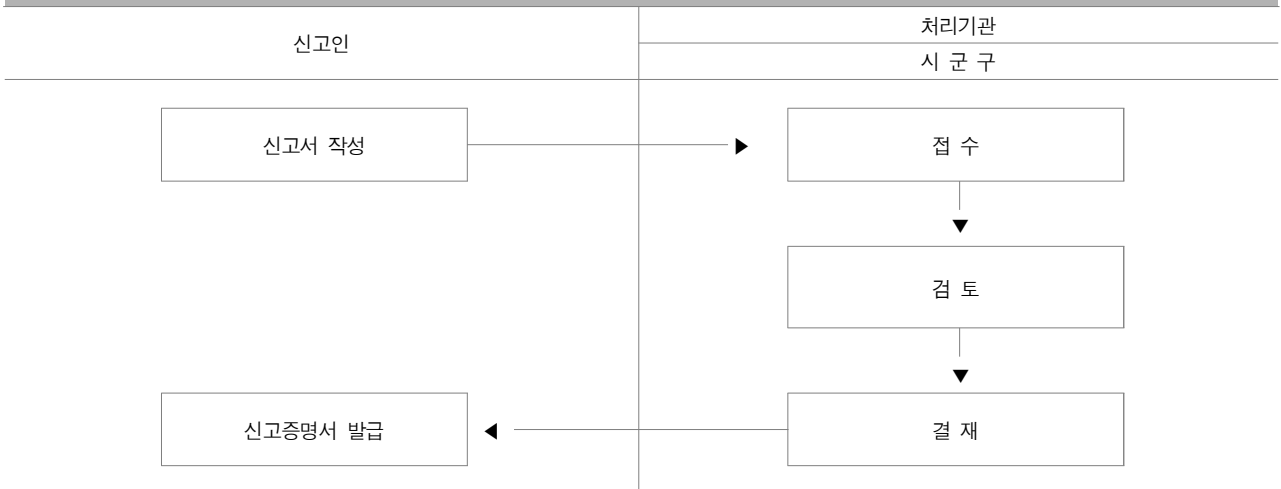 신고인
처리기관
시 군 구
신고서 작성
접 수
검 토
신고증명서 발급
결 재